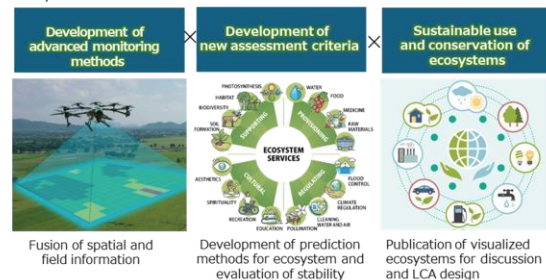 Development of
advanced monitoring
methods
×
Development of
new assessment criteria
×
Sustainable use
and conservation of
ecosystems
PHOTOSYNTHESIS
HABITAT
BIODIVERSITY
SOIL
FORMATION
SUPPORTING
WATER
FOOD
MEDICINE
RAW
MATERIALS
PROVISIONING
ECOSYSTEM
SERVICES
AESTHETICS
SPIRITUALITY
RECREATION
EDUCATION
CULTURAL
FLOOD
CONTROL
CLIMATE
REGULATION
CLEANING
WATER AND AIR
POLLINATION
REGULATING
Fusion of spatial and
field information
Development of prediction
methods for ecosystem and
evaluation of stability
Publication of visualized
ecosystems for discussion
and LCA design